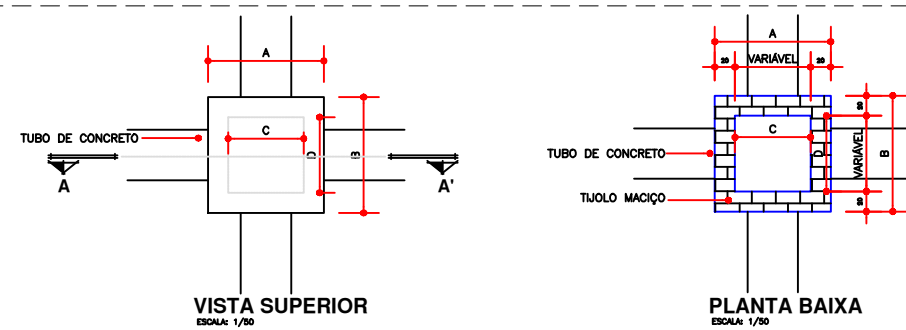 A
C
D
B
TUBO DE CONCRETO
A
A'
VISTA SUPERIOR
ESCALA: 1/50
A
20
VARIÁVEL
20
C
D
20
VARIÁVEL
20
B
TUBO DE CONCRETO
TIJOLO MACIÇO
PLANTA BAIXA
ESCALA: 1/50